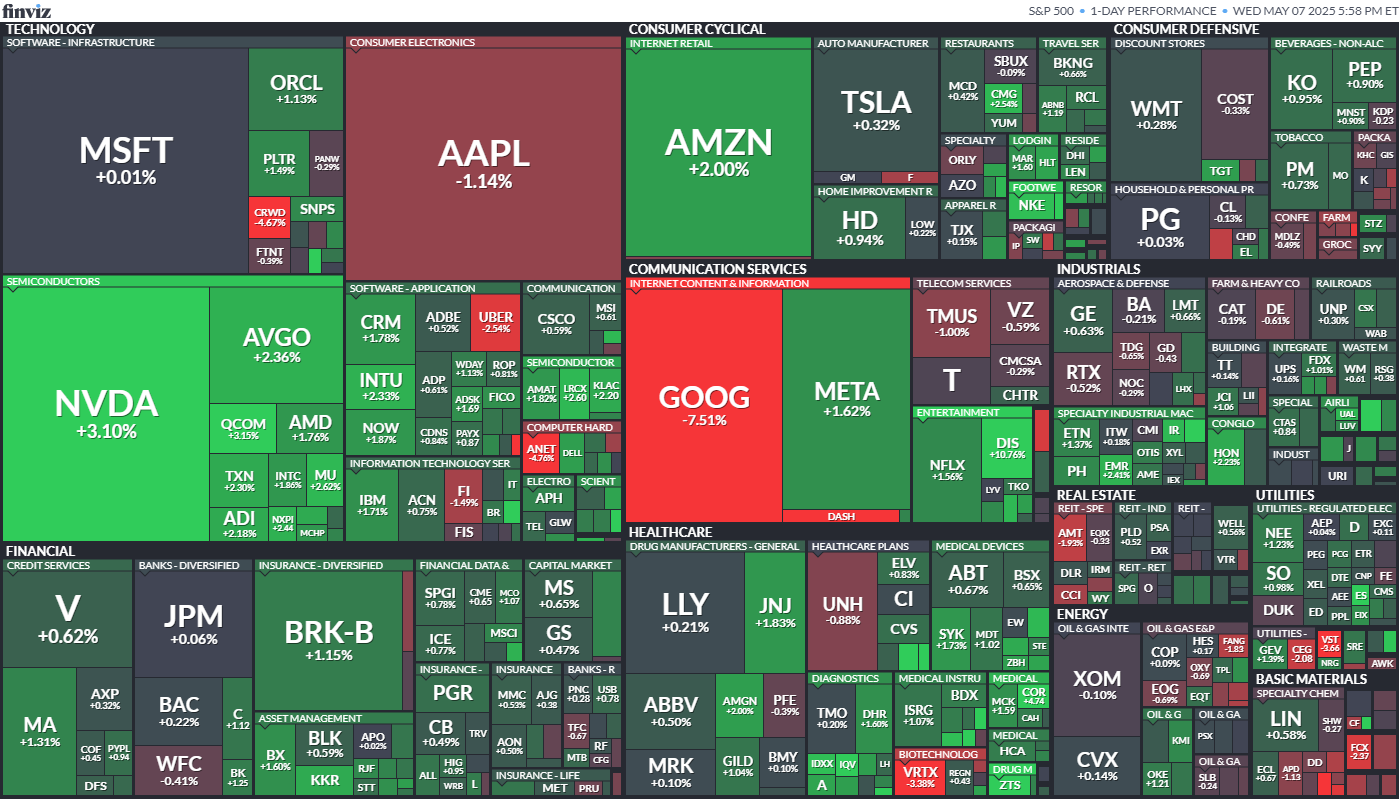 finviz
S&P 500 • 1-DAY PERFORMANCE • WED MAY 07 2025 5:58 PM ET
TECHNOLOGY
SOFTWARE - INFRASTRUCTURE
MSFT
+0.01%
ORCL
+1.13%
PLTR
+1.49%
PANW
-0.29%
CRWD
-4.67%
SNPS
FTNT
-0.39%
CONSUMER ELECTRONICS
AAPL
-1.14%
SEMICONDUCTORS
NVDA
+3.10%
AVGO
+2.36%
QCOM
+3.15%
AMD
+1.76%
TXN
+2.30%
INTC
+1.86%
MU
+2.62%
ADI
+2.18%
NXPI
+2.44
MCHP
SOFTWARE - APPLICATION
CRM
+1.78%
ADBE
+0.52%
UBER
-2.54%
INTU
+2.33%
ADP
+0.61%
WDAY
+1.13%
ROP
+0.81%
ADSK
+1.69
FICO
NOW
+1.87%
CDNS
+0.84%
PAYX
+0.87
INFORMATION TECHNOLOGY SER
IBM
+1.71%
ACN
+0.75%
FI
-1.49%
FIS
IT
BR
COMMUNICATION
CSCO
+0.59%
MSI
+0.61
SEMICONDUCTOR
AMAT
+1.82%
LRCX
+2.60
KLAC
+2.20
COMPUTER HARD
ANET
-4.76%
DELL
ELECTRO
APH
TEL
GLW
SCIENT
CONSUMER CYCLICAL
INTERNET RETAIL
AMZN
+2.00%
AUTO MANUFACTURER
TSLA
+0.32%
GM
F
HOME IMPROVEMENT R
HD
+0.94%
LOW
+0.22%
RESTAURANTS
MCD
+0.42%
SBUX
-0.09%
CMG
+2.54%
YUM
TRAVEL SER
BKNG
+0.66%
ABNB
+1.19
RCL
SPECIALTY
ORLY
AZO
LODGIN
MAR
+1.60
HLT
RESIDE
DHI
LEN
APPAREL R
TJX
+0.15%
FOOTWE
NKE
RESOR
PACKAGI
IP
SW
CONSUMER DEFENSIVE
DISCOUNT STORES
WMT
+0.28%
COST
-0.33%
TGT
BEVERAGES - NON-ALC
KO
+0.95%
PEP
+0.90%
MNST
+0.90%
KDP
-0.23
TOBACCO
PM
+0.73%
MO
PACKA
KHC
GIS
K
HOUSEHOLD & PERSONAL PR
PG
+0.03%
CL
-0.13%
CHD
EL
CONFE
MDLZ
-0.49%
FARM
GROC
STZ
SYY
COMMUNICATION SERVICES
INTERNET CONTENT & INFORMATION
GOOG
-7.51%
META
+1.62%
DASH
TELECOM SERVICES
TMUS
-1.00%
VZ
-0.59%
T
CMCSA
-0.29%
CHTR
ENTERTAINMENT
NFLX
+1.56%
DIS
+10.76%
LYV
TKO
INDUSTRIALS
AEROSPACE & DEFENSE
GE
+0.63%
BA
-0.21%
LMT
+0.66%
RTX
-0.52%
TDG
-0.65%
GD
-0.43
NOC
-0.29%
LHX
FARM & HEAVY CO
CAT
-0.19%
DE
-0.61%
RAILROADS
UNP
+0.30%
CSX
WAB
BUILDING
TT
+0.14%
JCI
+1.06
LII
INTEGRATE
UPS
+0.16%
FDX
+1.01%
WASTE M
WM
+0.61
RSG
+0.38
SPECIALTY INDUSTRIAL MAC
ETN
+1.37%
ITW
+0.18%
CMI
IR
OTIS
XYL
PH
EMR
+2.41%
AME
IEX
CONGLO
HON
+2.23%
SPECIAL
CTAS
+0.84
AIRLI
UAL
LUV
INDUST
J
URI
FINANCIAL
CREDIT SERVICES
V
+0.62%
MA
+1.31%
AXP
+0.32%
COF
+0.45
PYPL
+0.94
DFS
BANKS - DIVERSIFIED
JPM
+0.06%
BAC
+0.22%
C
+1.12
WFC
-0.41%
BK
+1.25
INSURANCE - DIVERSIFIED
BRK-B
+1.15%
ASSET MANAGEMENT
BX
+1.60%
BLK
+0.59%
APO
+0.02%
KKR
RJF
STT
FINANCIAL DATA &
SPGI
+0.78%
CME
+0.65
MCO
+1.07
ICE
+0.77%
MSCI
CAPITAL MARKET
MS
+0.65%
GS
+0.47%
INSURANCE -
PGR
CB
+0.49%
TRV
ALL
HIG
+0.95
WRB
L
INSURANCE
MMC
+0.53%
AJG
+0.38
AON
+0.50%
BANKS - R
PNC
+0.28
USB
+0.78
TFC
-0.67
MTB
RF
CFG
INSURANCE - LIFE
MET
PRU
HEALTHCARE
DRUG MANUFACTURERS - GENERAL
LLY
+0.21%
JNJ
+1.83%
ABBV
+0.50%
AMGN
+2.00%
PFE
-0.39%
MRK
+0.10%
GILD
+1.04%
BMY
+0.10%
HEALTHCARE PLANS
UNH
-0.88%
ELV
+0.83%
CI
CVS
MEDICAL DEVICES
ABT
+0.67%
BSX
+0.65%
SYK
+1.73%
MDT
+1.02
EW
STE
ZBH
DIAGNOSTICS
TMO
+0.20%
DHR
+1.60%
IDXX
IQV
LH
A
MEDICAL INSTRU
ISRG
+1.07%
BDX
BIOTECHNOLOG
VRTX
-3.38%
REGN
+0.43
MEDICAL
MCK
+1.59
COR
+4.74
CAH
MEDICAL
HCA
DRUG M
ZTS
REAL ESTATE
REIT - SPE
AMT
-1.93%
EQIX
-0.33
DLR
IRM
CCI
WY
REIT - IND
PLD
+0.52
PSA
EXR
REIT - RET
SPG
O
REIT -
WELL
+0.56%
VTR
UTILITIES
UTILITIES - REGULATED ELEC
NEE
+1.23%
AEP
+0.04%
D
EXC
+0.11
SO
+0.98%
PEG
PCG
ETR
XEL
DTE
CNP
FE
AEE
ES
CMS
DUK
ED
PPL
EIX
UTILITIES -
GEV
+1.39%
CEG
-2.08
VST
-3.66
NRG
SRE
AWK
ENERGY
OIL & GAS INTE
XOM
-0.10%
CVX
+0.14%
OIL & GAS E&P
COP
+0.09%
HES
+0.17
FANG
-1.83
OXY
-0.69
TPL
EOG
-0.69%
EQT
OIL & G
KMI
OKE
+1.21
OIL & GA
PSX
OIL & GA
SLB
-0.24
BASIC MATERIALS
SPECIALTY CHEM
LIN
+0.58%
SHW
-0.27
ECL
+0.67
APD
-1.13
DD
CF
FCX
-2.37